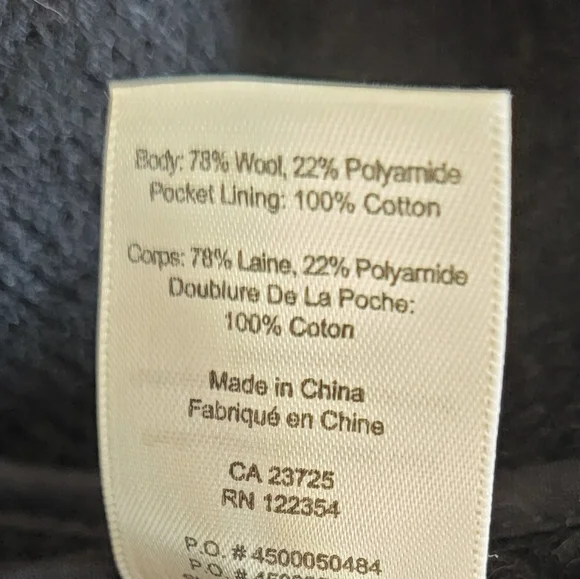 Body: 78% Wool, 22% Polyamide
Pocket Lining: 100% Cotton
Corps: 78% Laine, 22% Polyamide
Doublure De La Poche:
100% Coton
Made in China
Fabriqué en Chine
CA 23725
RN 122354
P.O. # 4500050484
P.O. #